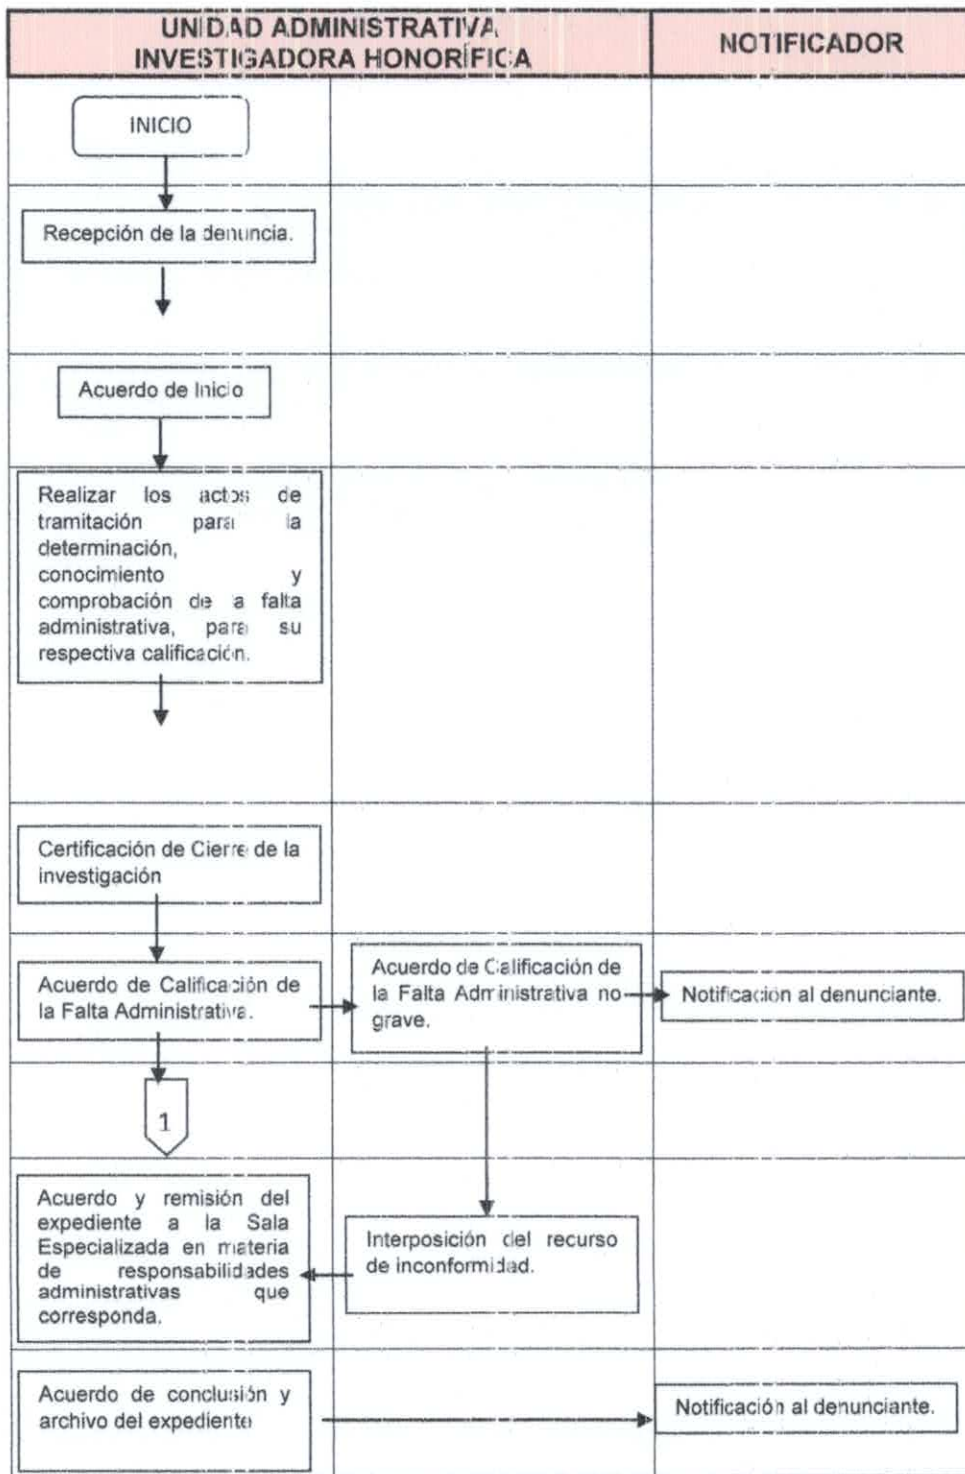 UNIDAD ADMINISTRATIVA
INVESTIGADORA HONORÍFICA
NOTIFICADOR
INICIO
Recepción de la denuncia.
Acuerdo de Inicio
Realizar los actos de
tramitación para la
determinación,
conocimiento y
comprobación de a falta
administrativa, para su
respectiva calificación.
Certificación de Cierre de la
investigación
Acuerdo de Calificación de
la Falta Administrativa.
Acuerdo de Calificación de
la Falta Administrativa no
grave.
Notificación al denunciante.
1
Acuerdo y remisión del
expediente a la Sala
Especializada en materia
de responsabilidades
administrativas que
corresponda.
Interposición del recurso
de inconformidad.
Acuerdo de conclusión y
archivo del expediente
Notificación al denunciante.